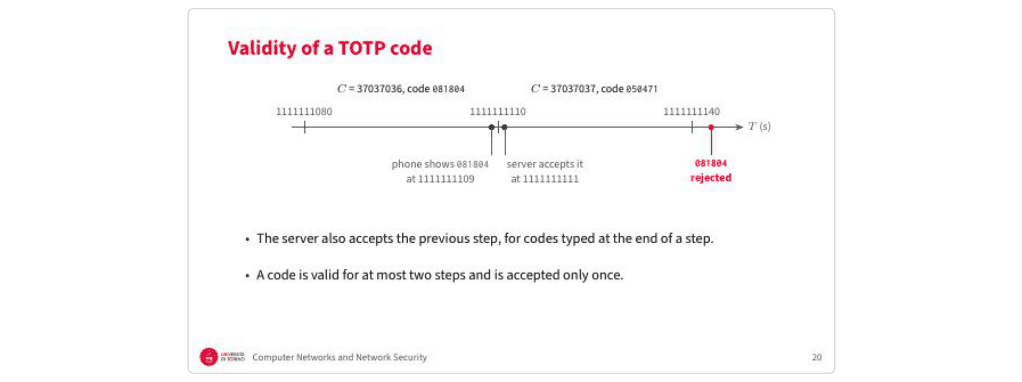 Validity of a TOTP code
C = 37037036, code 081804
C = 37037037, code 050471
1111111080
1111111110
1111111140
T (s)
phone shows 081804
at 1111111109
server accepts it
at 1111111111
081804
rejected
• The server also accepts the previous step, for codes typed at the end of a step.
• A code is valid for at most two steps and is accepted only once.
UNIVERSITÀ
DI TORINO
Computer Networks and Network Security
20